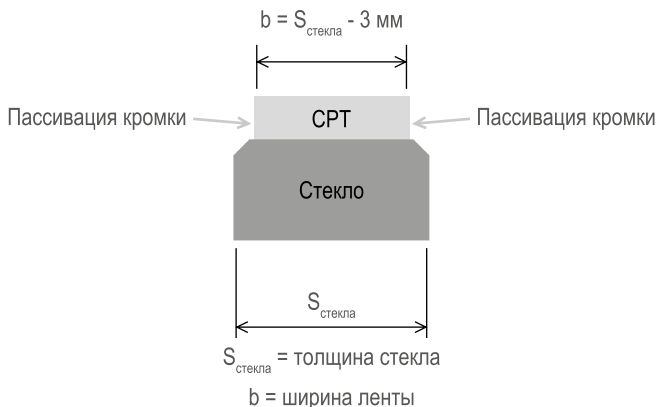 b = Sстекла - 3 мм
Пассивация кромки
СРТ
Пассивация кромки
Стекло
Sстекла
Sстекла = толщина стекла
b = ширина ленты